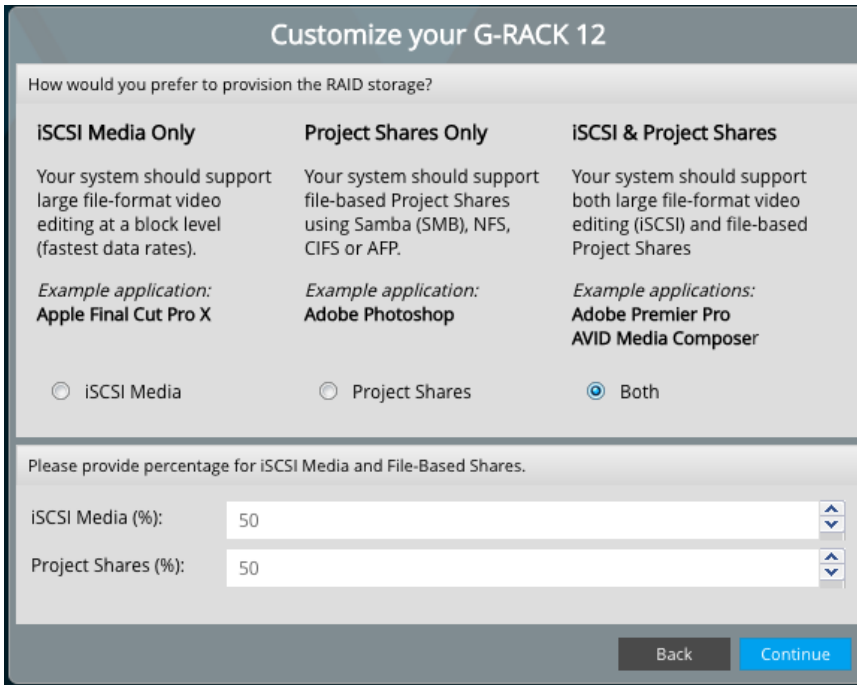 Customize your G-RACK 12
How would you prefer to provision the RAID storage?
iSCSI Media Only
Your system should support
large file-format video
editing at a block level
(fastest data rates).
Example application:
Apple Final Cut Pro X
iSCSI Media
Project Shares Only
Your system should support
file-based Project Shares
using Samba (SMB), NFS,
CIFS or AFP.
Example application:
Adobe Photoshop
Project Shares
iSCSI & Project Shares
Your system should support
both large file-format video
editing (iSCSI) and file-based
Project Shares
Example applications:
Adobe Premier Pro
AVID Media Composer
Both
Please provide percentage for iSCSI Media and File-Based Shares.
iSCSI Media (%): 50
Project Shares (%): 50
Back Continue